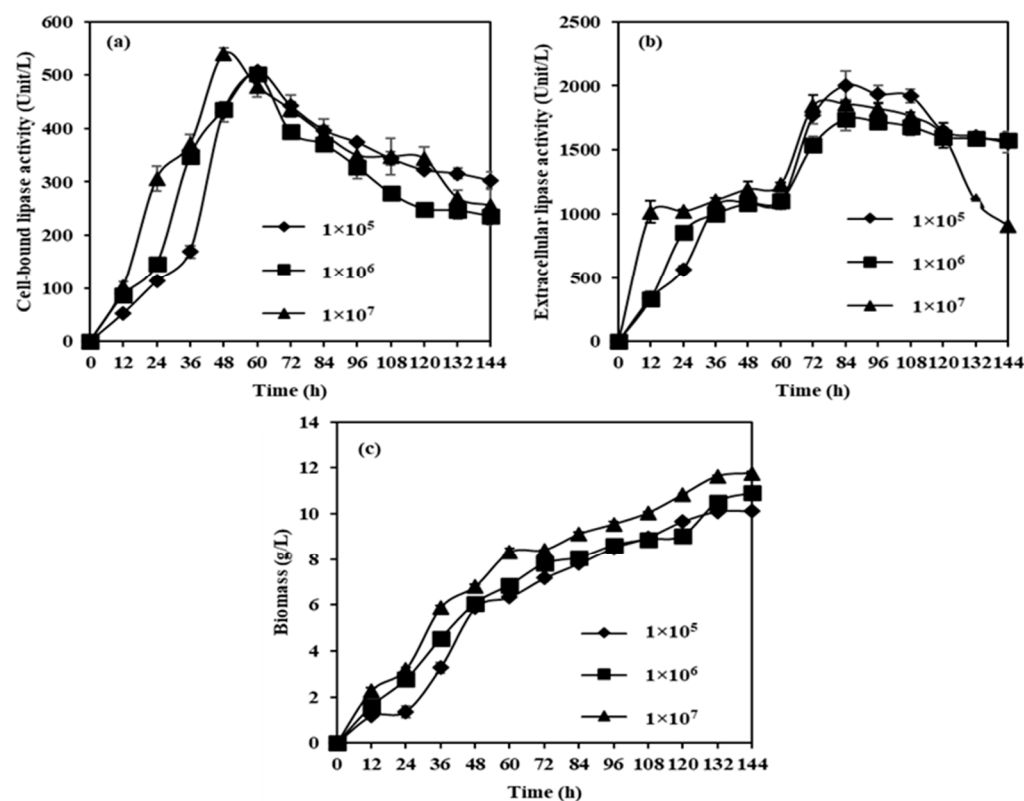 (a)
Cell-bound lipase activity (Unit/L)
600
500
400
300
200
100
0
1×10⁵
1×10⁶
1×10⁷
0 12 24 36 48 60 72 84 96 108 120 132 144
Time (h)
(b)
Extracellular lipase activity (Unit/L)
2500
2000
1500
1000
500
0
1×10⁵
1×10⁶
1×10⁷
0 12 24 36 48 60 72 84 96 108 120 132 144
Time (h)
(c)
Biomass (g/L)
14
12
10
8
6
4
2
0
1×10⁵
1×10⁶
1×10⁷
0 12 24 36 48 60 72 84 96 108 120 132 144
Time (h)